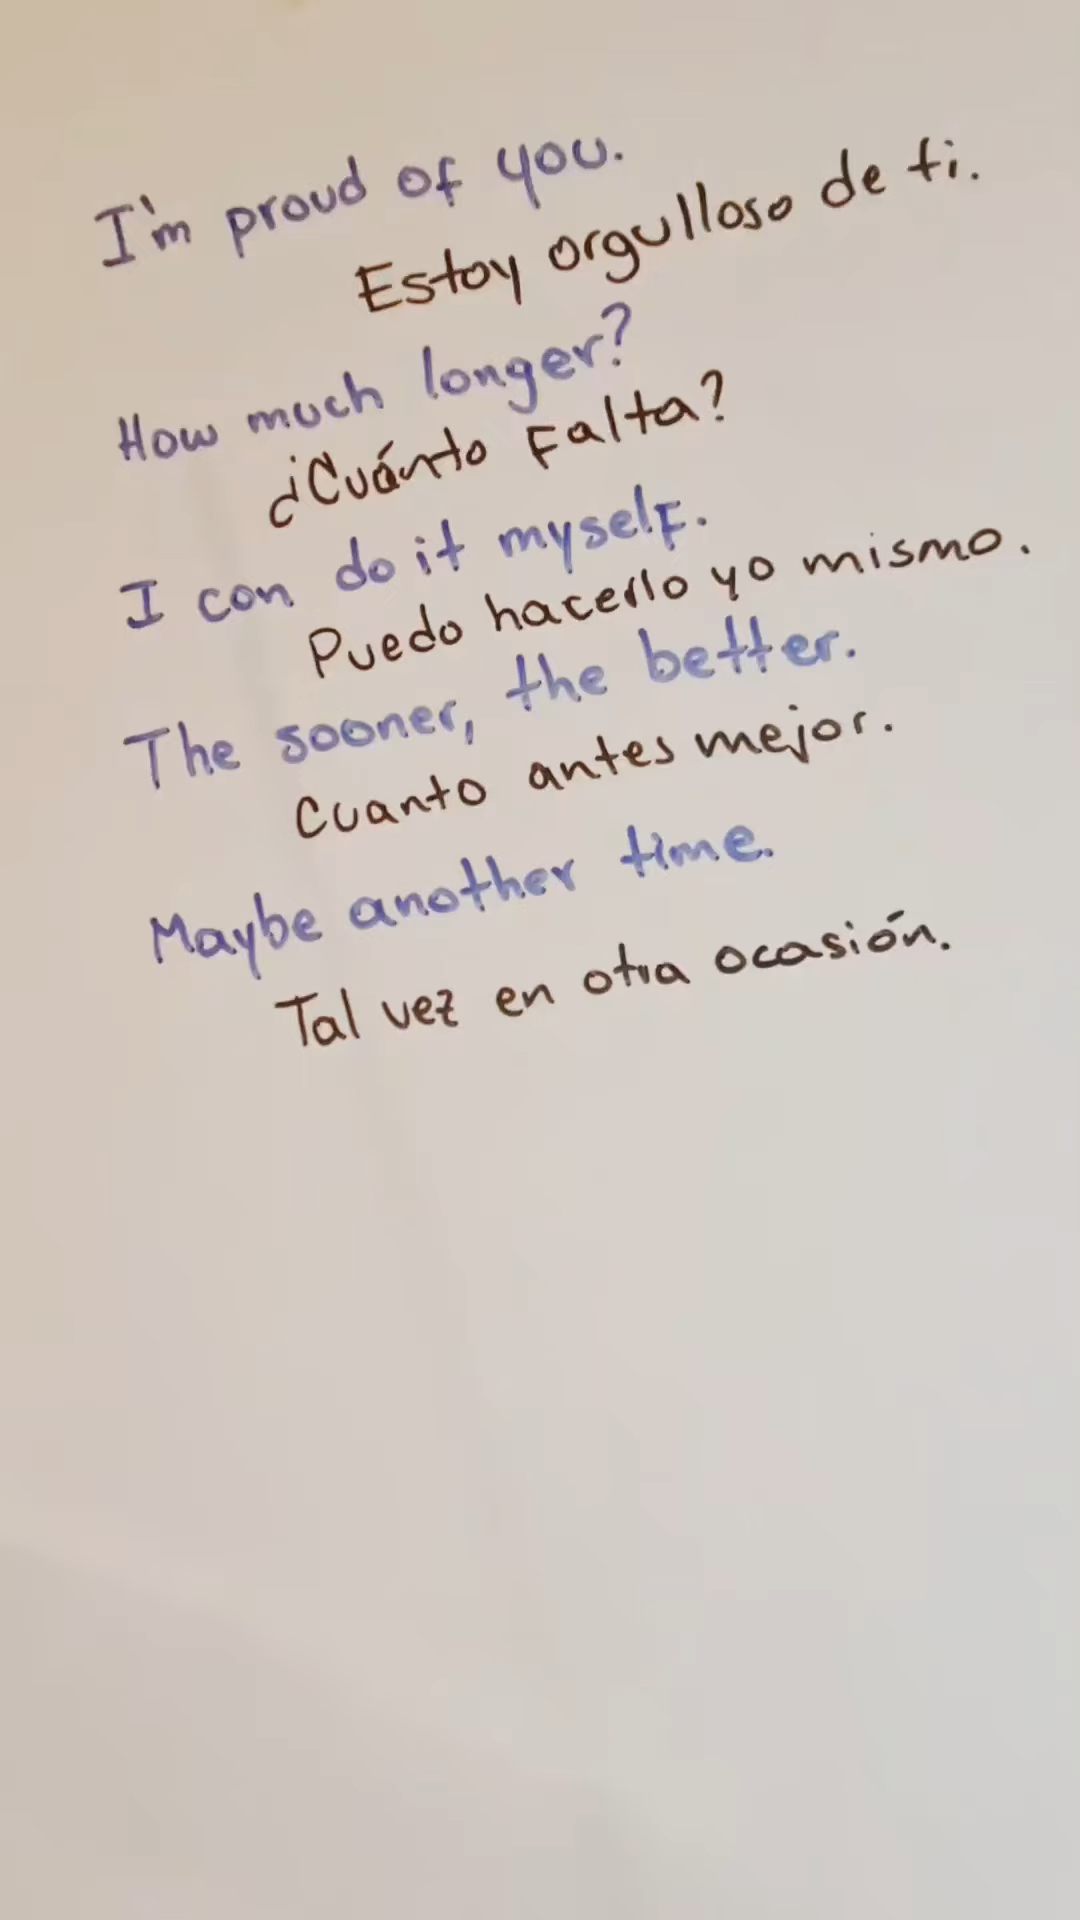 I'm proud of you.
Estoy orgulloso de ti.
How much longer?
¿Cuánto Falta?
I can do it myself.
Puedo hacerlo yo mismo.
The sooner, the better.
Cuanto antes mejor.
Maybe another time.
Tal vez en otra ocasión.